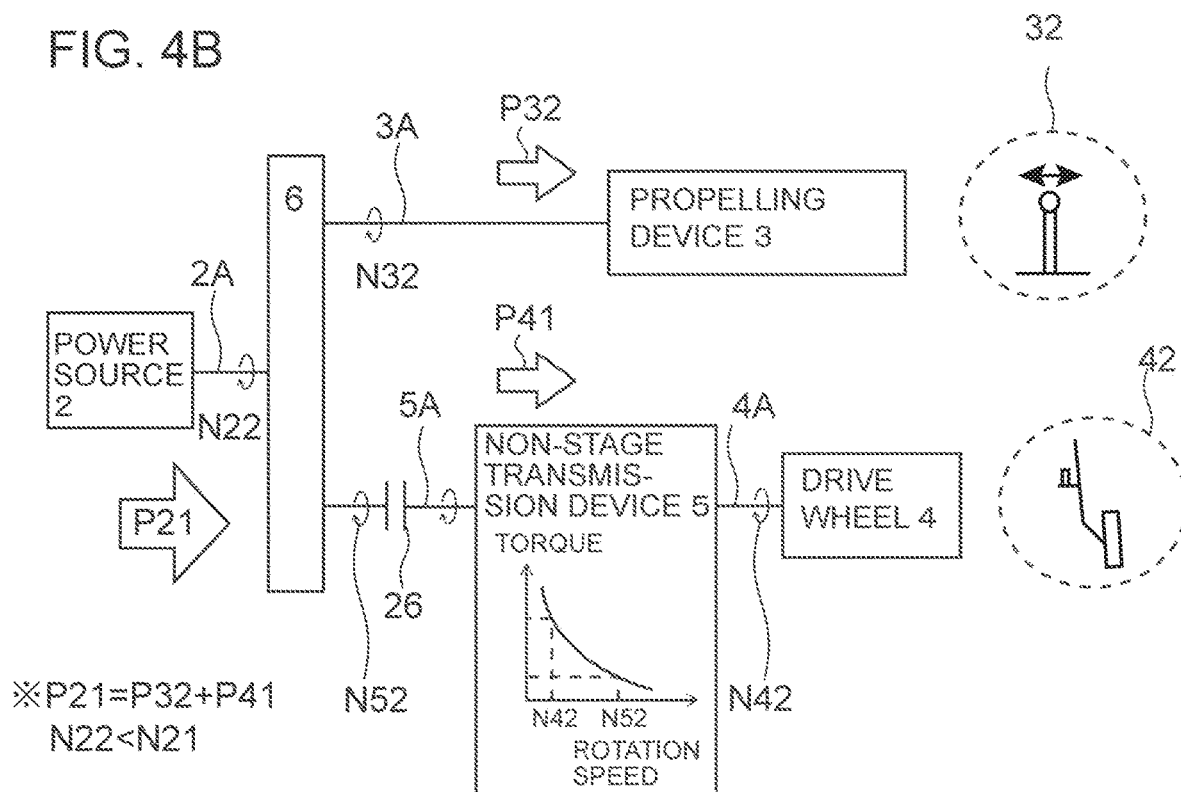 FIG. 4B
32
P32
3A
6
PROPELLING
DEVICE 3
N32
2A
P41
POWER
SOURCE
2
42
N22
5A
4A
NON-STAGE
TRANSMIS-
SION DEVICE 5
DRIVE
WHEEL 4
P21
TORQUE
26
N52
N42
※P21=P32+P41
N22<N21
N42 N52
ROTATION
SPEED